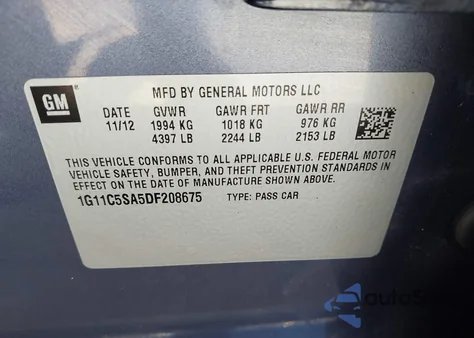 GM
MFD BY GENERAL MOTORS LLC
DATE GVWR GAWR FRT GAWR RR
11/12 1994 KG 1018 KG 976 KG
4397 LB 2244 LB 2153 LB
THIS VEHICLE CONFORMS TO ALL APPLICABLE U.S. FEDERAL MOTOR
VEHICLE SAFETY, BUMPER, AND THEFT PREVENTION STANDARDS IN
EFFECT ON THE DATE OF MANUFACTURE SHOWN ABOVE.
1G11C5SA5DF208675 TYPE: PASS CAR